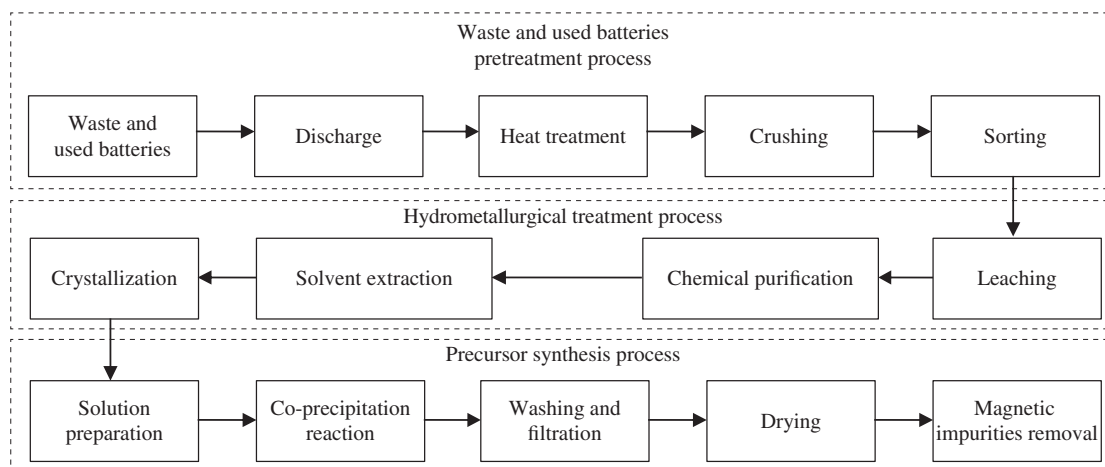 Waste and used batteries
pretreatment process
Waste and
used batteries
Discharge
Heat treatment
Crushing
Sorting
Hydrometallurgical treatment process
Crystallization
Solvent extraction
Chemical purification
Leaching
Precursor synthesis process
Solution
preparation
Co-precipitation
reaction
Washing and
filtration
Drying
Magnetic
impurities removal